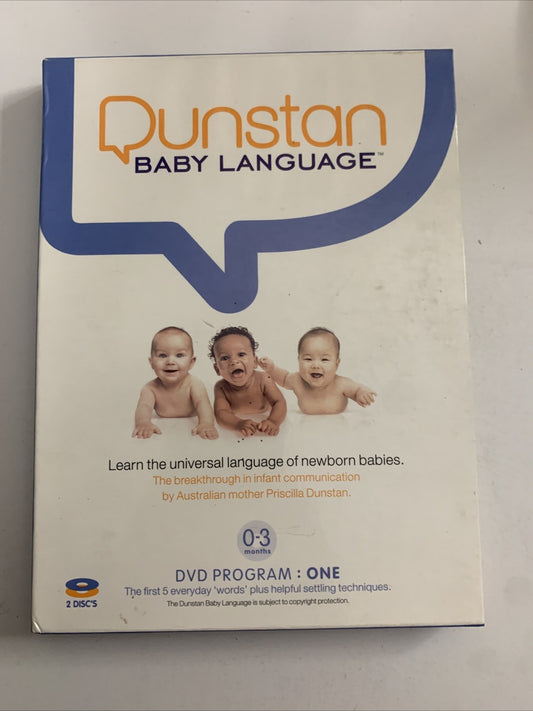 Dunstan
BABY LANGUAGE™
Learn the universal language of newborn babies.
The breakthrough in infant communication
by Australian mother Priscilla Dunstan.
0-3
months
DVD PROGRAM : ONE
2 DISC'S
The first 5 everyday 'words' plus helpful settling techniques.
The Dunstan Baby Language is subject to copyright protection.